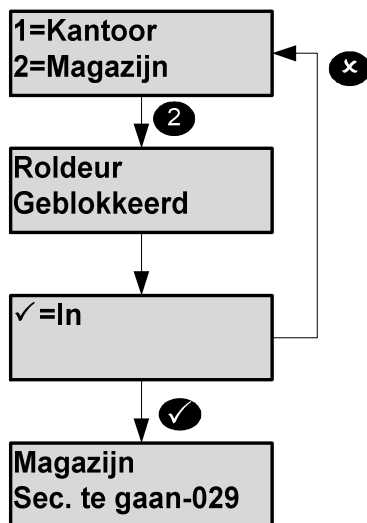 1=Kantoor
2=Magazijn
2
Roldeur
Geblokkeerd
✓=In
Magazijn
Sec. te gaan-029